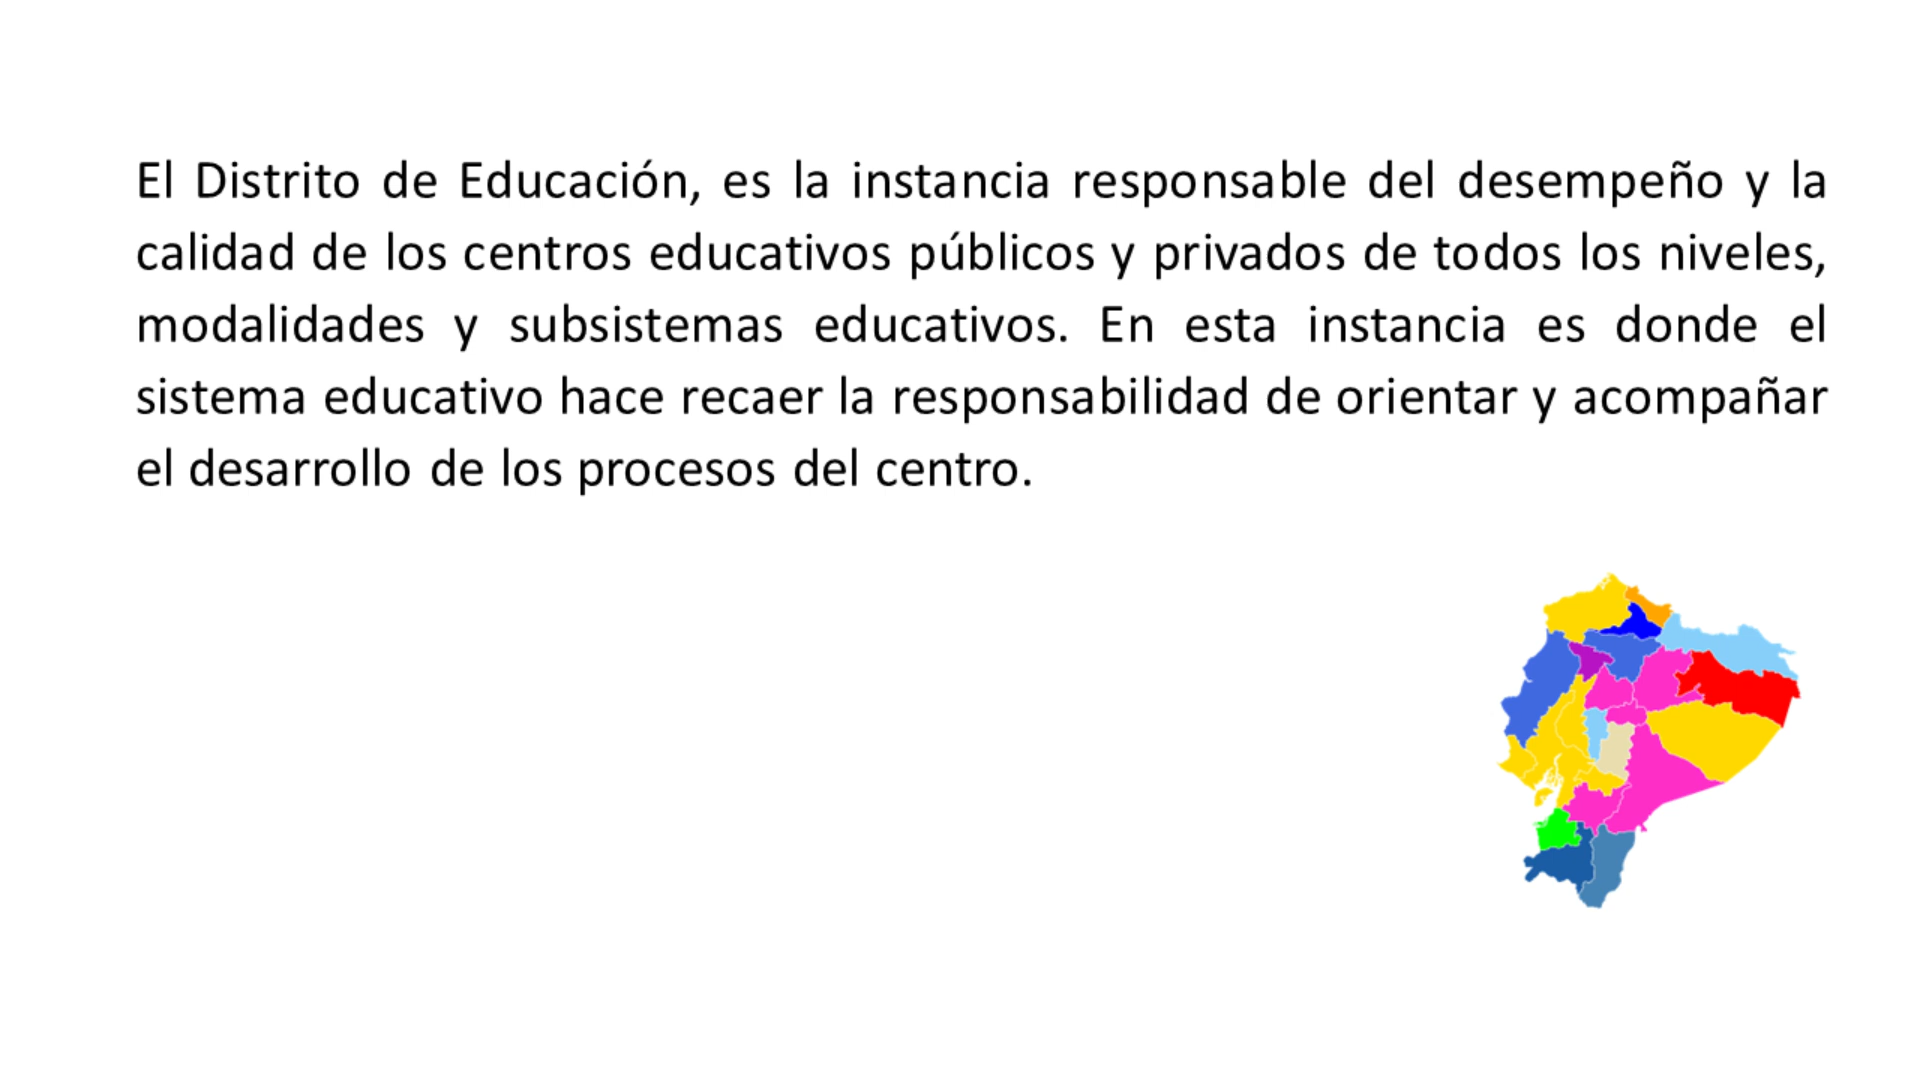 El Distrito de Educación, es la instancia responsable del desempeño y la
calidad de los centros educativos públicos y privados de todos los niveles,
modalidades y subsistemas educativos. En esta instancia es donde el
sistema educativo hace recaer la responsabilidad de orientar y acompañar
el desarrollo de los procesos del centro.